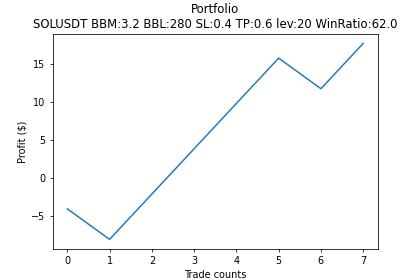 Portfolio
SOLUSDT BBM:3.2 BBL:280 SL:0.4 TP:0.6 lev:20 WinRatio:62.0
15
10
5
0
−5
Profit ($)
0 1 2 3 4 5 6 7
Trade counts